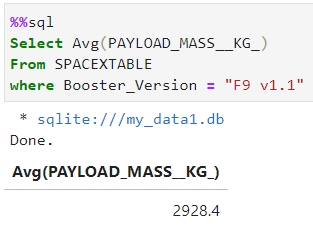 %%sql
Select Avg(PAYLOAD_MASS__KG_)
From SPACEXTABLE
where Booster_Version = "F9 v1.1"
* sqlite:///my_data1.db
Done.
Avg(PAYLOAD_MASS__KG_)
2928.4